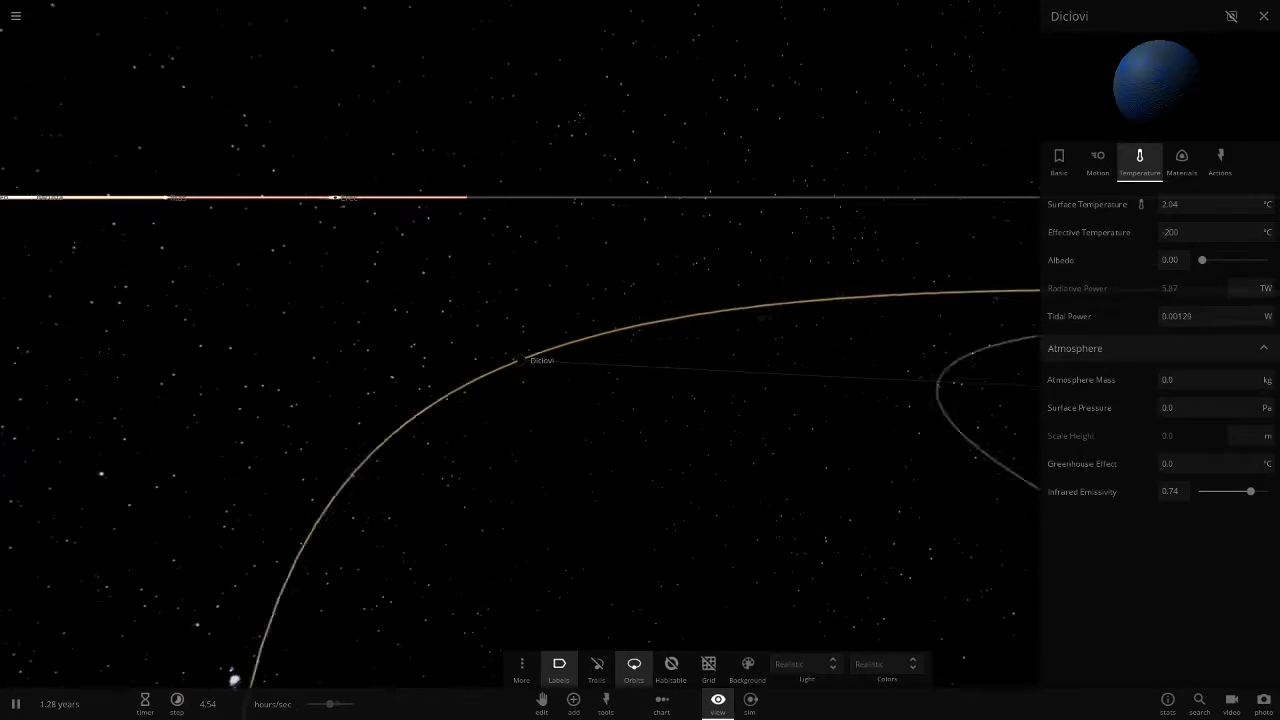 Diciovi
Basic Motion Temperature Materials Actions
Surface Temperature 2.04 °C
Effective Temperature -200 °C
Albedo 0.00
Radiative Power 5.87 TW
Tidal Power 0.00129 W
Atmosphere
Diciovi
Atmosphere Mass 0.0 kg
Surface Pressure 0.0 Pa
Scale Height 0.0 m
Greenhouse Effect 0.0 °C
Infrared Emissivity 0.74
More Labels Trails Orbits Habitable Grid Background Realistic Light Realistic Colors
1.28 years timer step 4.54 hours/sec edit add tools chart view sim stats search video photo